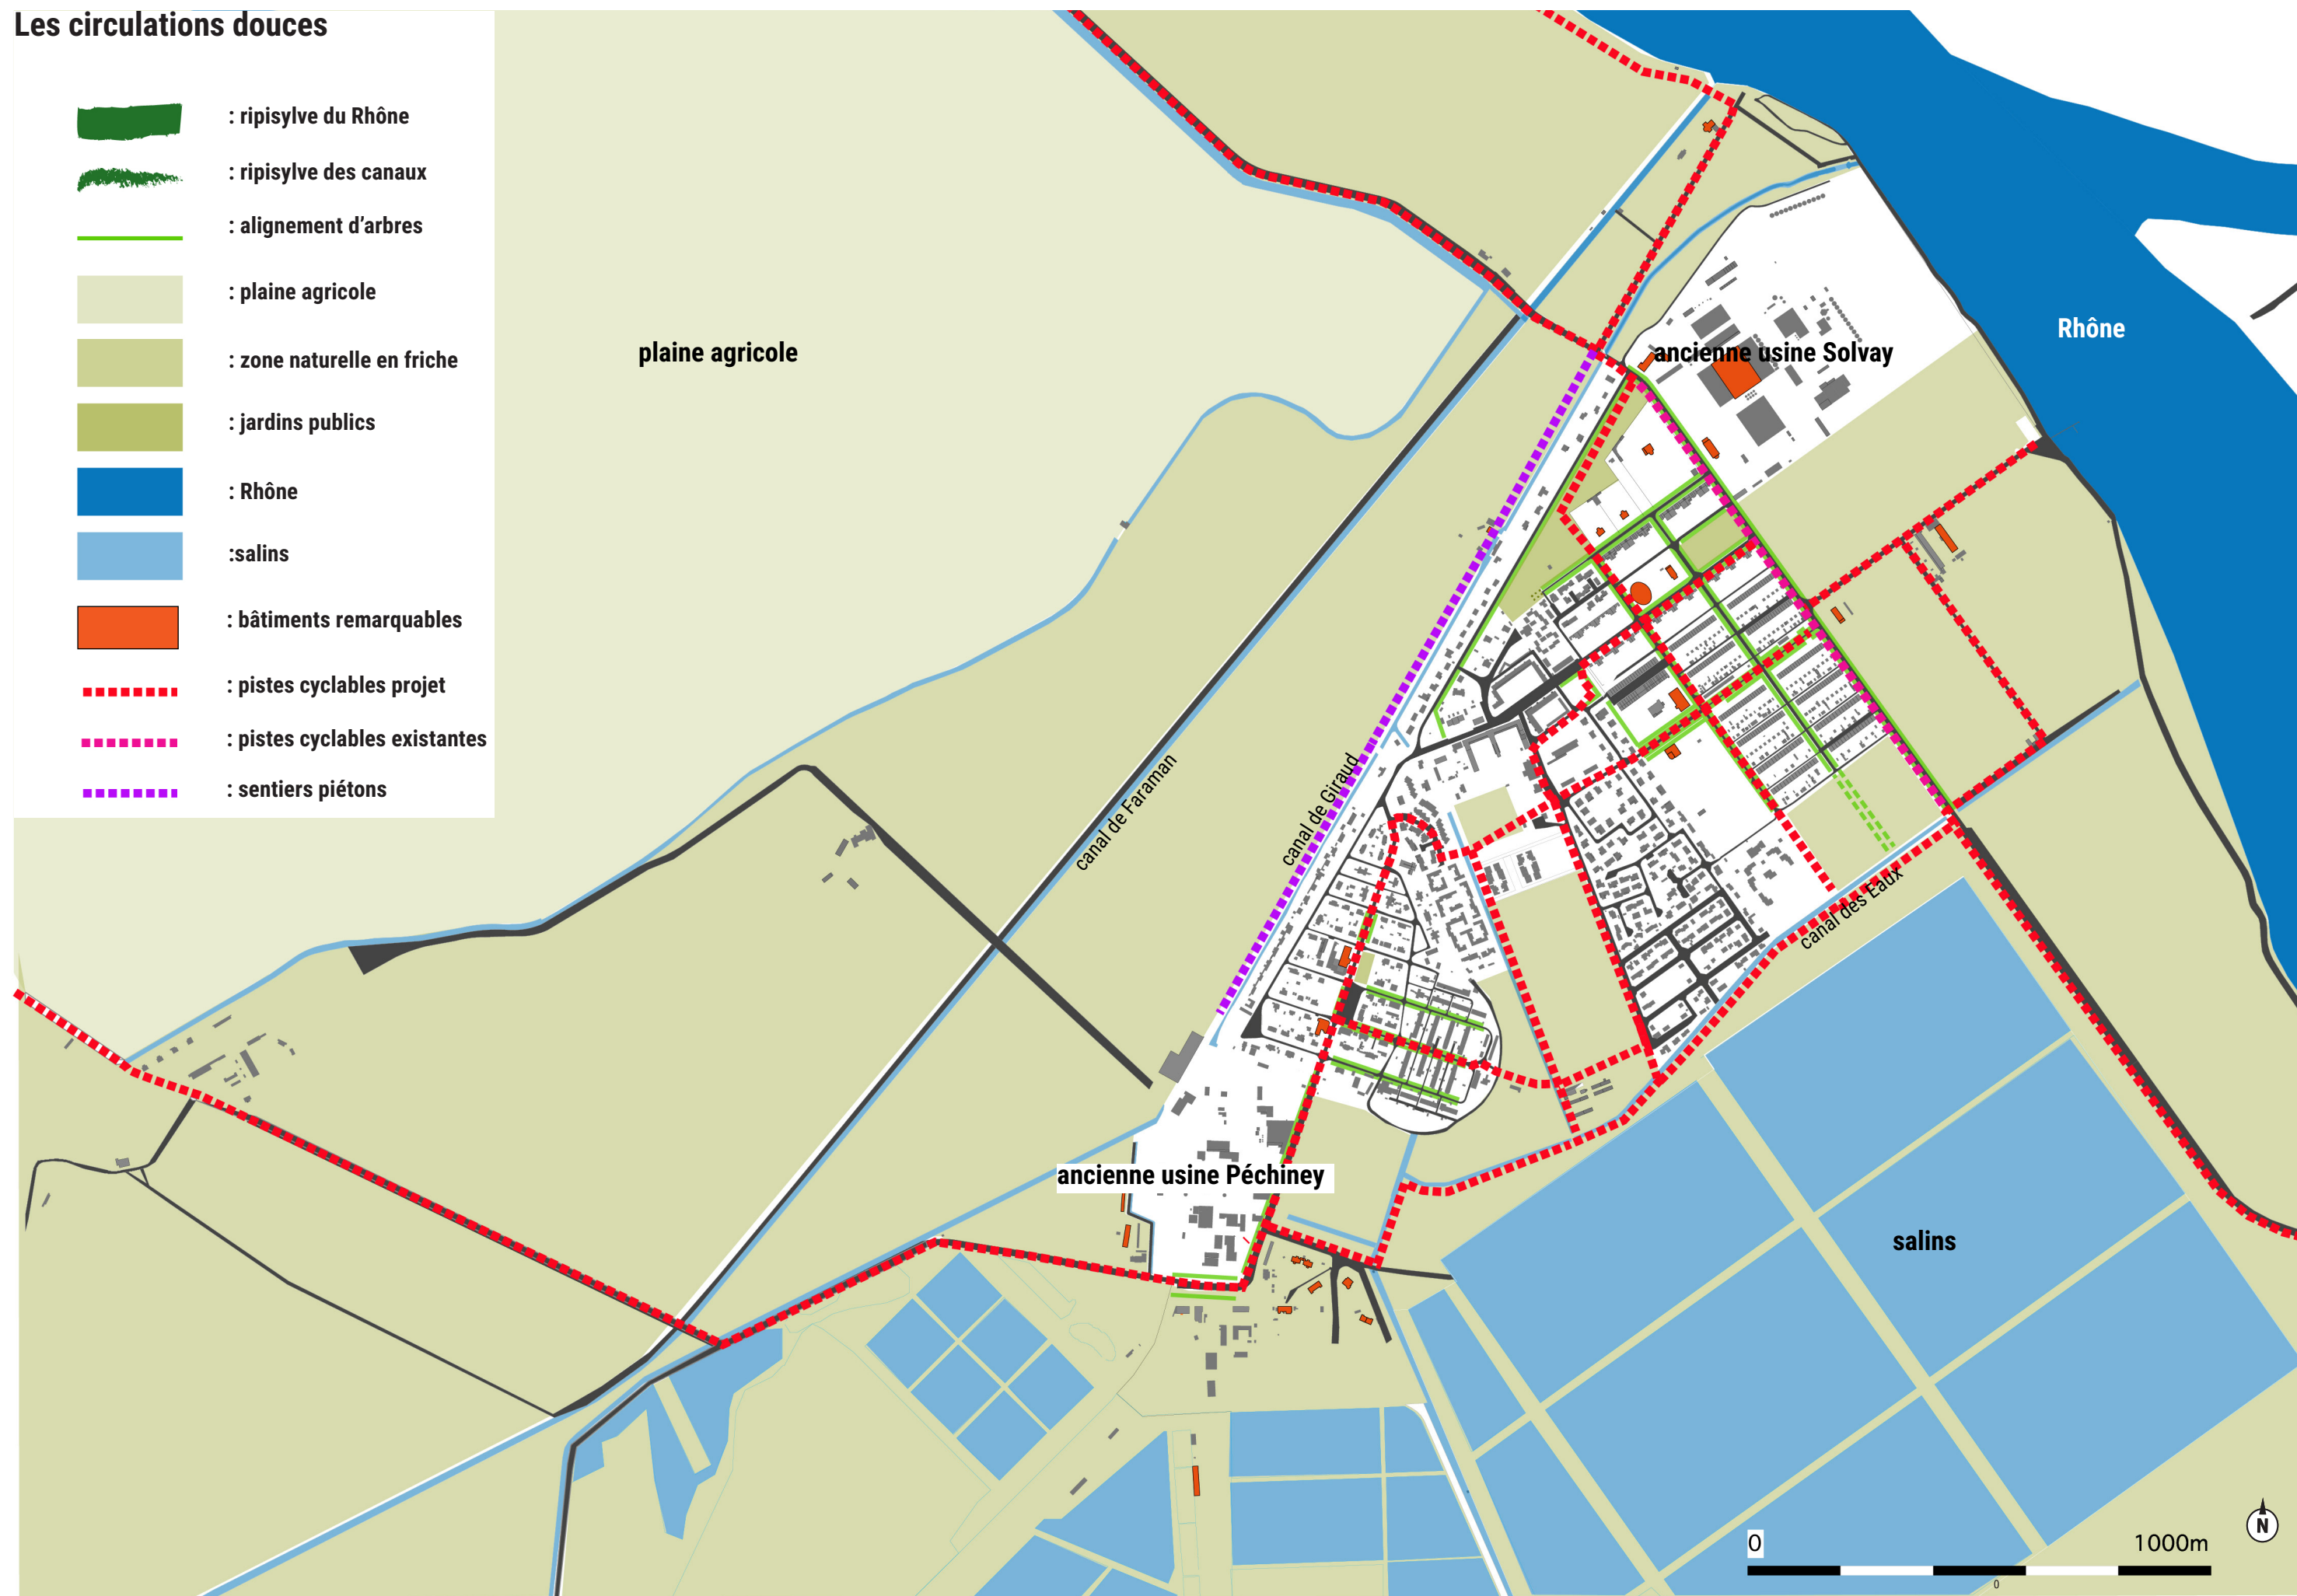 Les circulations douces
: ripisylve du Rhône
: ripisylve des canaux
: alignement d’arbres
: plaine agricole
: zone naturelle en friche
: jardins publics
: Rhône
:salins
: bâtiments remarquables
: pistes cyclables projet
: pistes cyclables existantes
: sentiers piétons
plaine agricole
ancienne usine Solvay
Rhône
canal de Faraman
canal de Giraud
canal des Eaux
ancienne usine Péchiney
salins
0
1000m
0
N